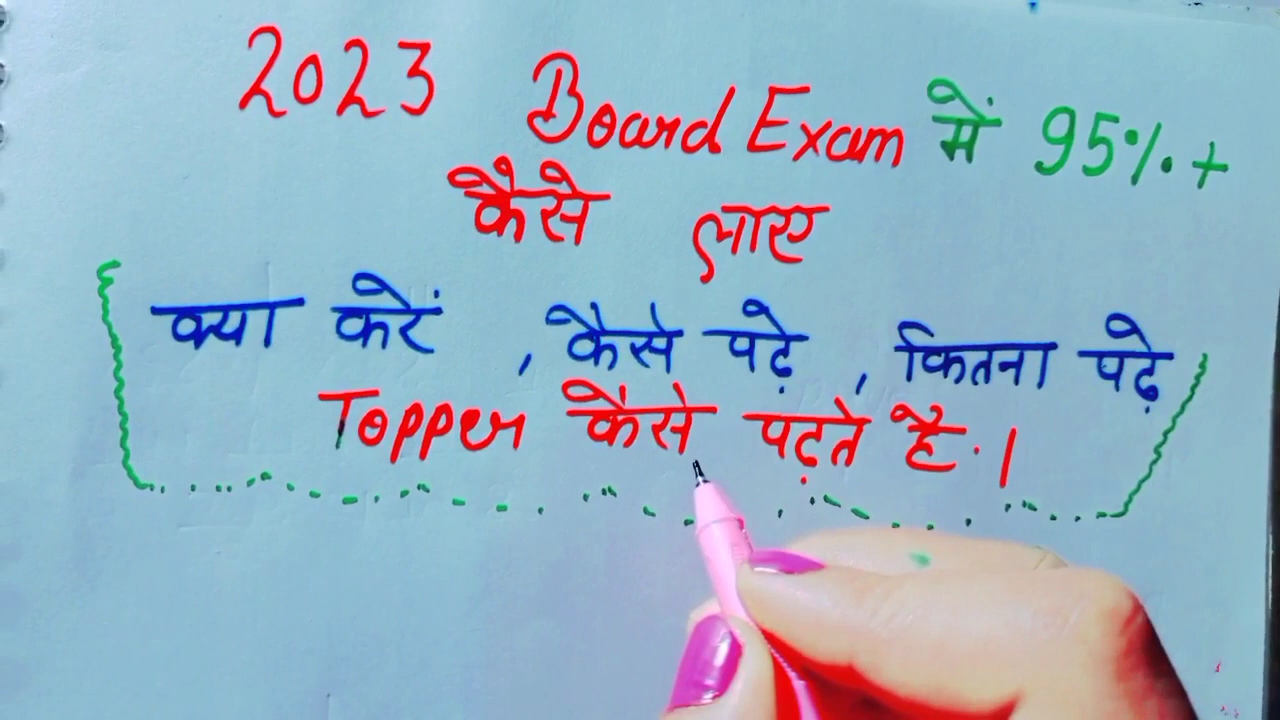 2023 Board Exam में 95% +
कैसे लाए
क्या करें , कैसे पढ़े , कितना पढ़े
Topper कैसे पढ़ते है ।